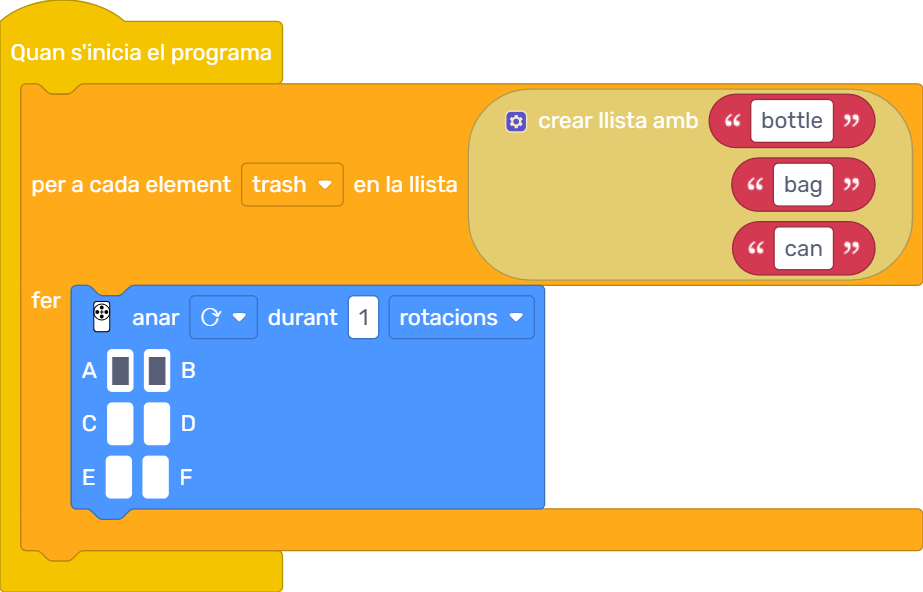 Quan s'inicia el programa
crear llista amb “ bottle ”
per a cada element trash en la llista “ bag ”
“ can ”
fer anar durant 1 rotacions
A B
C D
E F